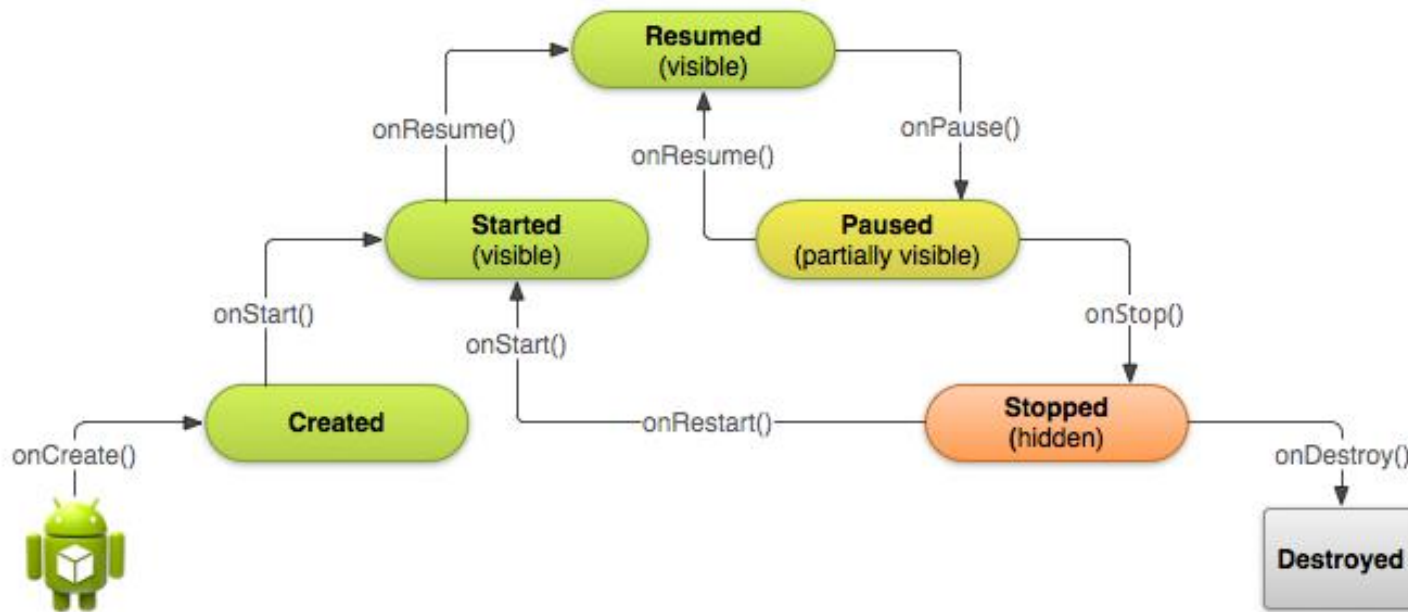 Resumed
(visible)
onResume()
onPause()
onResume()
Started
(visible)
Paused
(partially visible)
onStart()
onStart()
onStop()
Created
onRestart()
Stopped
(hidden)
onCreate()
onDestroy()
Destroyed